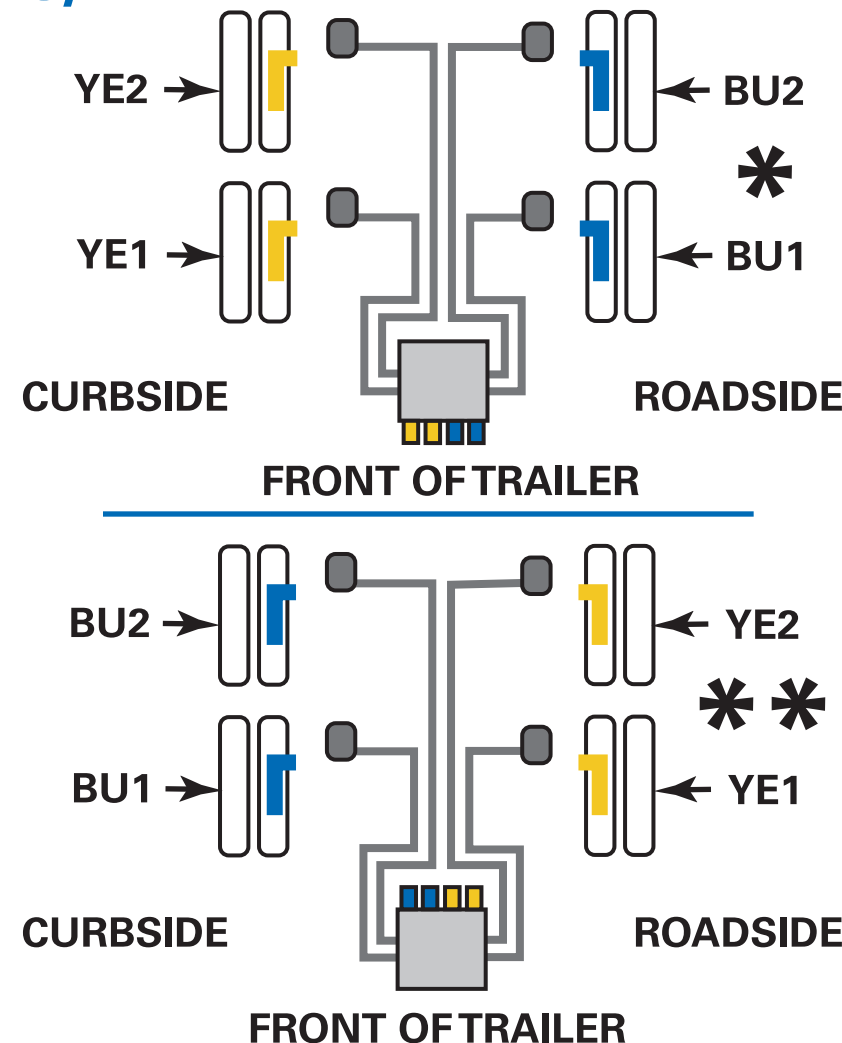 YE2
BU2
*
YE1
BU1
CURBSIDE
ROADSIDE
FRONT OF TRAILER
BU2
YE2
**
BU1
YE1
CURBSIDE
ROADSIDE
FRONT OF TRAILER